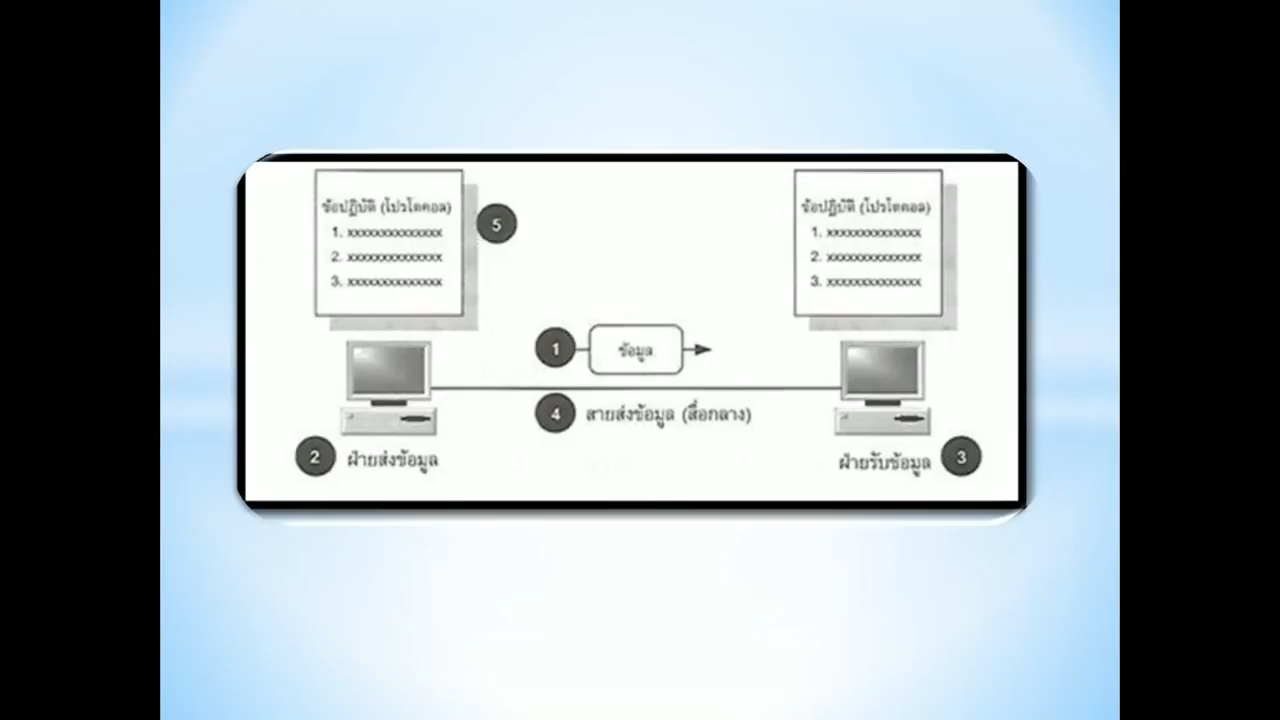 ข้อปฏิบัติ (โปรโตคอล)
1. xxxxxxxxxxxxxx
2. xxxxxxxxxxxxxx
3. xxxxxxxxxxxxxx
5
ข้อปฏิบัติ (โปรโตคอล)
1. xxxxxxxxxxxxxx
2. xxxxxxxxxxxxxx
3. xxxxxxxxxxxxxx
1 ข้อมูล
4 สายส่งข้อมูล (สื่อกลาง)
2 ฝ่ายส่งข้อมูล
ฝ่ายรับข้อมูล 3